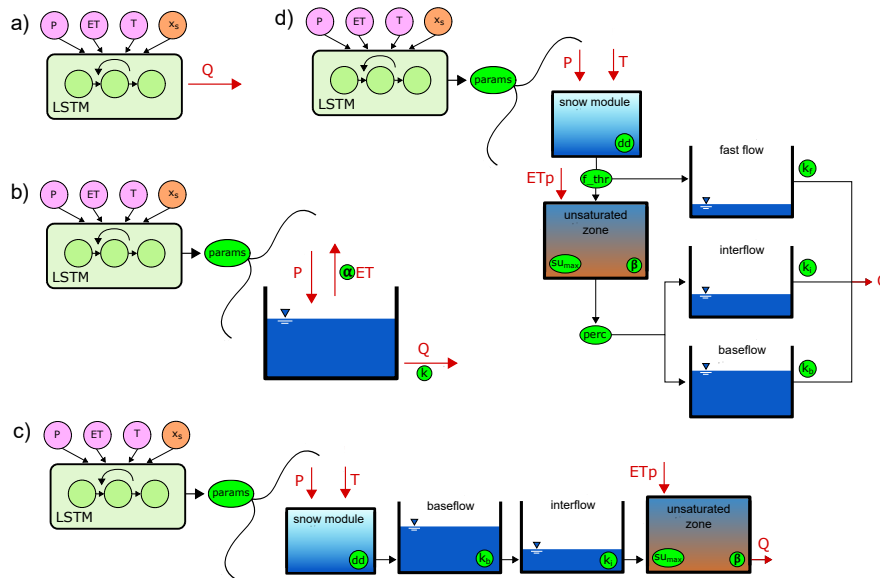 a)
P ET T xs
LSTM
Q
b)
P ET T xs
LSTM
params
P
α ET
Q
k
c)
P ET T xs
LSTM
params
P T
snow module
dd
baseflow
kb
interflow
ki
ETp
unsaturated
zone
sumax β
Q
d)
P ET T xs
LSTM
params
P T
snow module
dd
ETp
f_thr
unsaturated
zone
sumax β
perc
fast flow
kf
interflow
ki
baseflow
kb